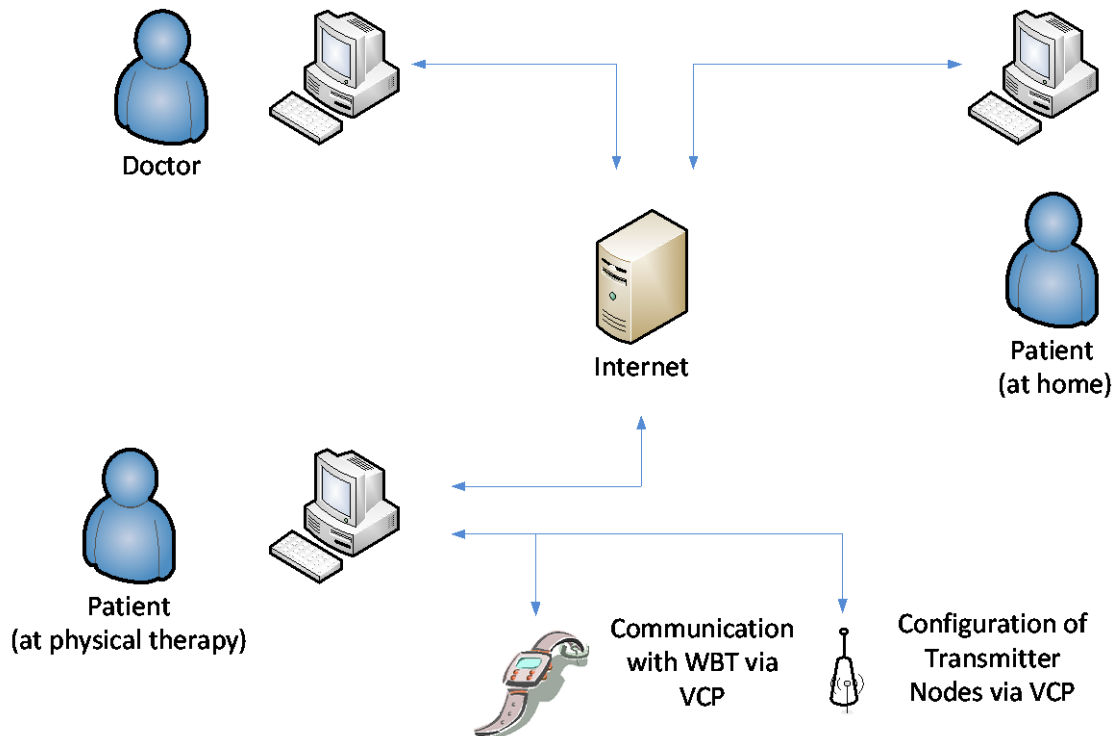 Doctor
Internet
Patient
(at home)
Patient
(at physical therapy)
Communication
with WBT via
VCP
Configuration of
Transmitter
Nodes via VCP